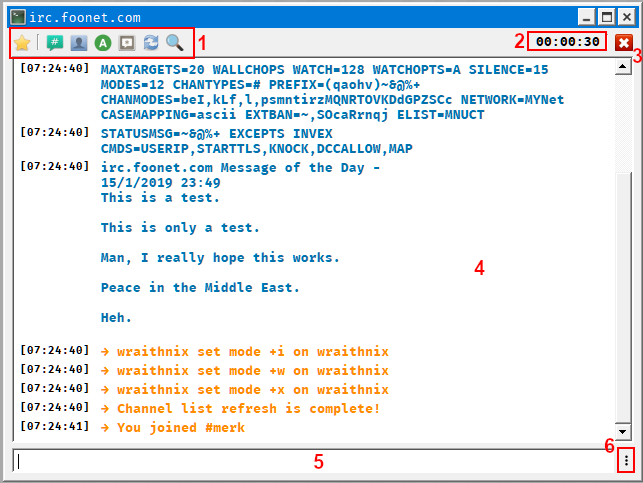 irc.foonet.com
1
2
00:00:30
3
[07:24:40] MAXTARGETS=20 WALLCHOPS WATCH=128 WATCHOPTS=A SILENCE=15
MODES=12 CHANTYPES=# PREFIX=(qaohv)~&@%+
CHANMODES=beI,kLf,l,psmntirzMQNRTOVKDdGPZSCc NETWORK=MYNet
CASEMAPPING=ascii EXTBAN=~,SOcaRrnqj ELIST=MNUCT
[07:24:40] STATUSMSG=~&@%+ EXCEPTS INVEX
CMDS=USERIP,STARTTLS,KNOCK,DCCALLOW,MAP
[07:24:40] irc.foonet.com Message of the Day -
15/1/2019 23:49
This is a test.
This is only a test.
Man, I really hope this works.
4
Peace in the Middle East.
Heh.
[07:24:40] → wraithnix set mode +i on wraithnix
[07:24:40] → wraithnix set mode +w on wraithnix
[07:24:40] → wraithnix set mode +x on wraithnix
[07:24:40] → Channel list refresh is complete!
[07:24:41] → You joined #merk
6
5